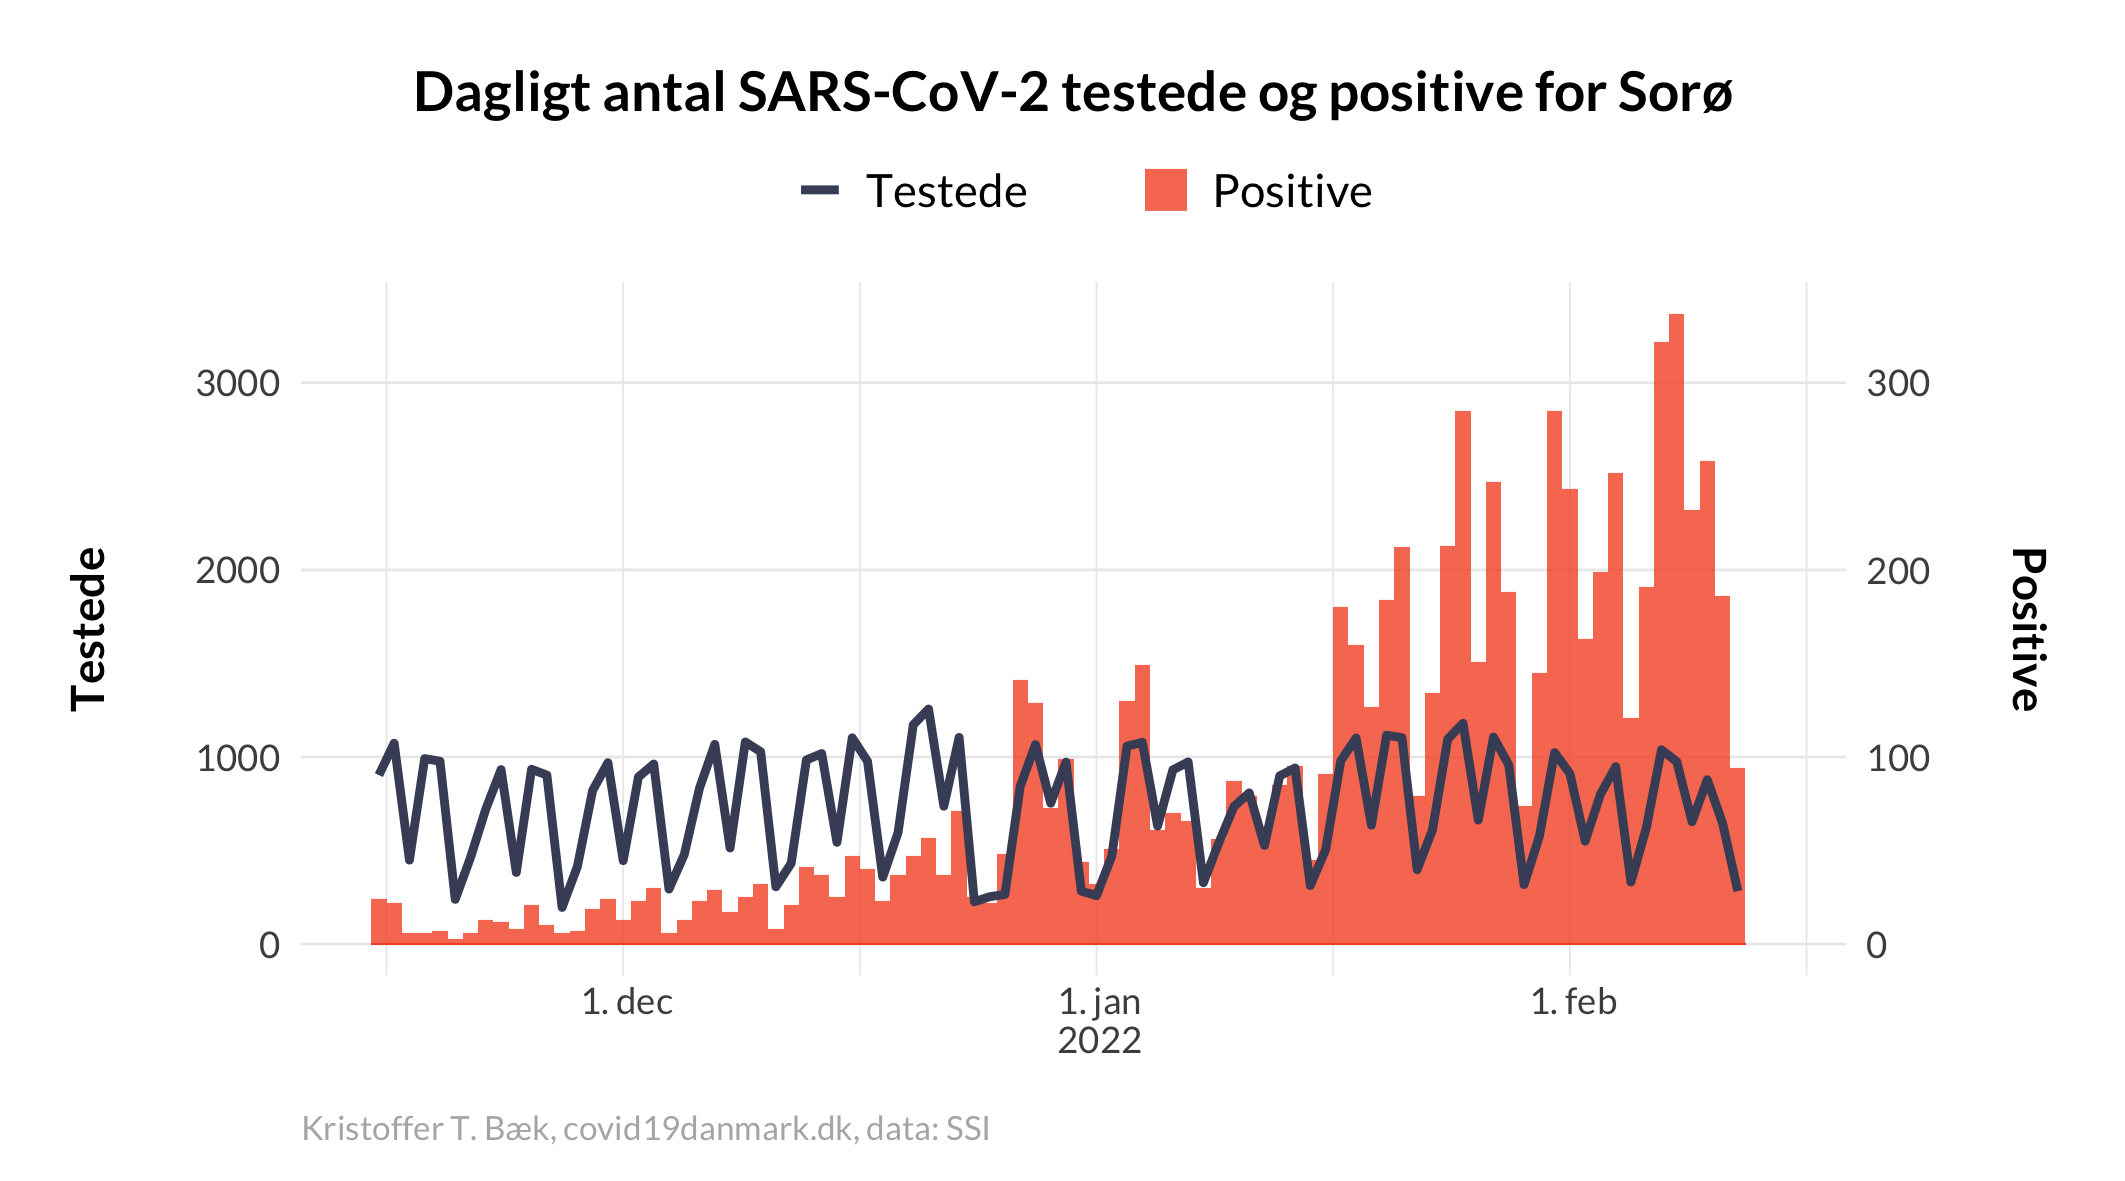 Dagligt antal SARS-CoV-2 testede og positive for Sorø
Testede
Positive
3000
2000
1000
0
300
200
100
0
Testede
Positive
1. dec
1. jan
2022
1. feb
Kristoffer T. Bæk, covid19danmark.dk, data: SSI